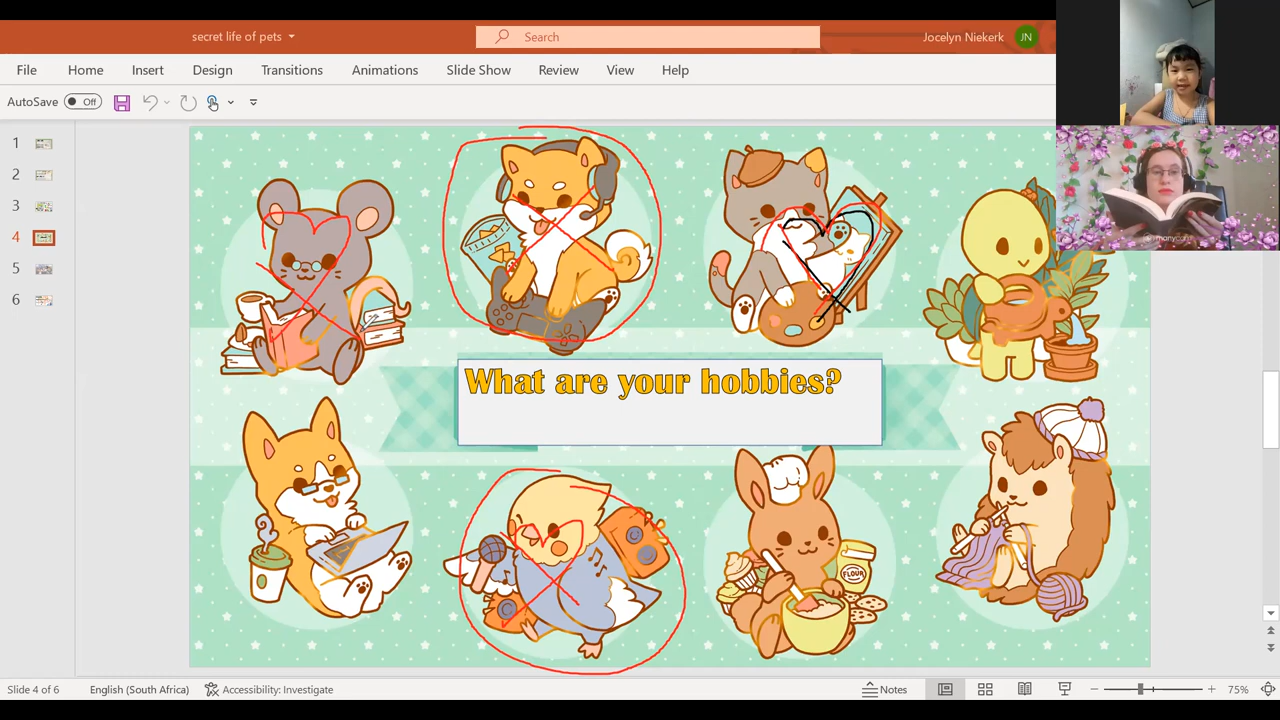 secret life of pets
Search
Jocelyn Niekerk
JN
File Home Insert Design Transitions Animations Slide Show Review View Help
AutoSave Off
1
2
3
4
5
6
What are your hobbies?
FLOUR
Slide 4 of 6 English (South Africa) Accessibility: Investigate Notes 75%